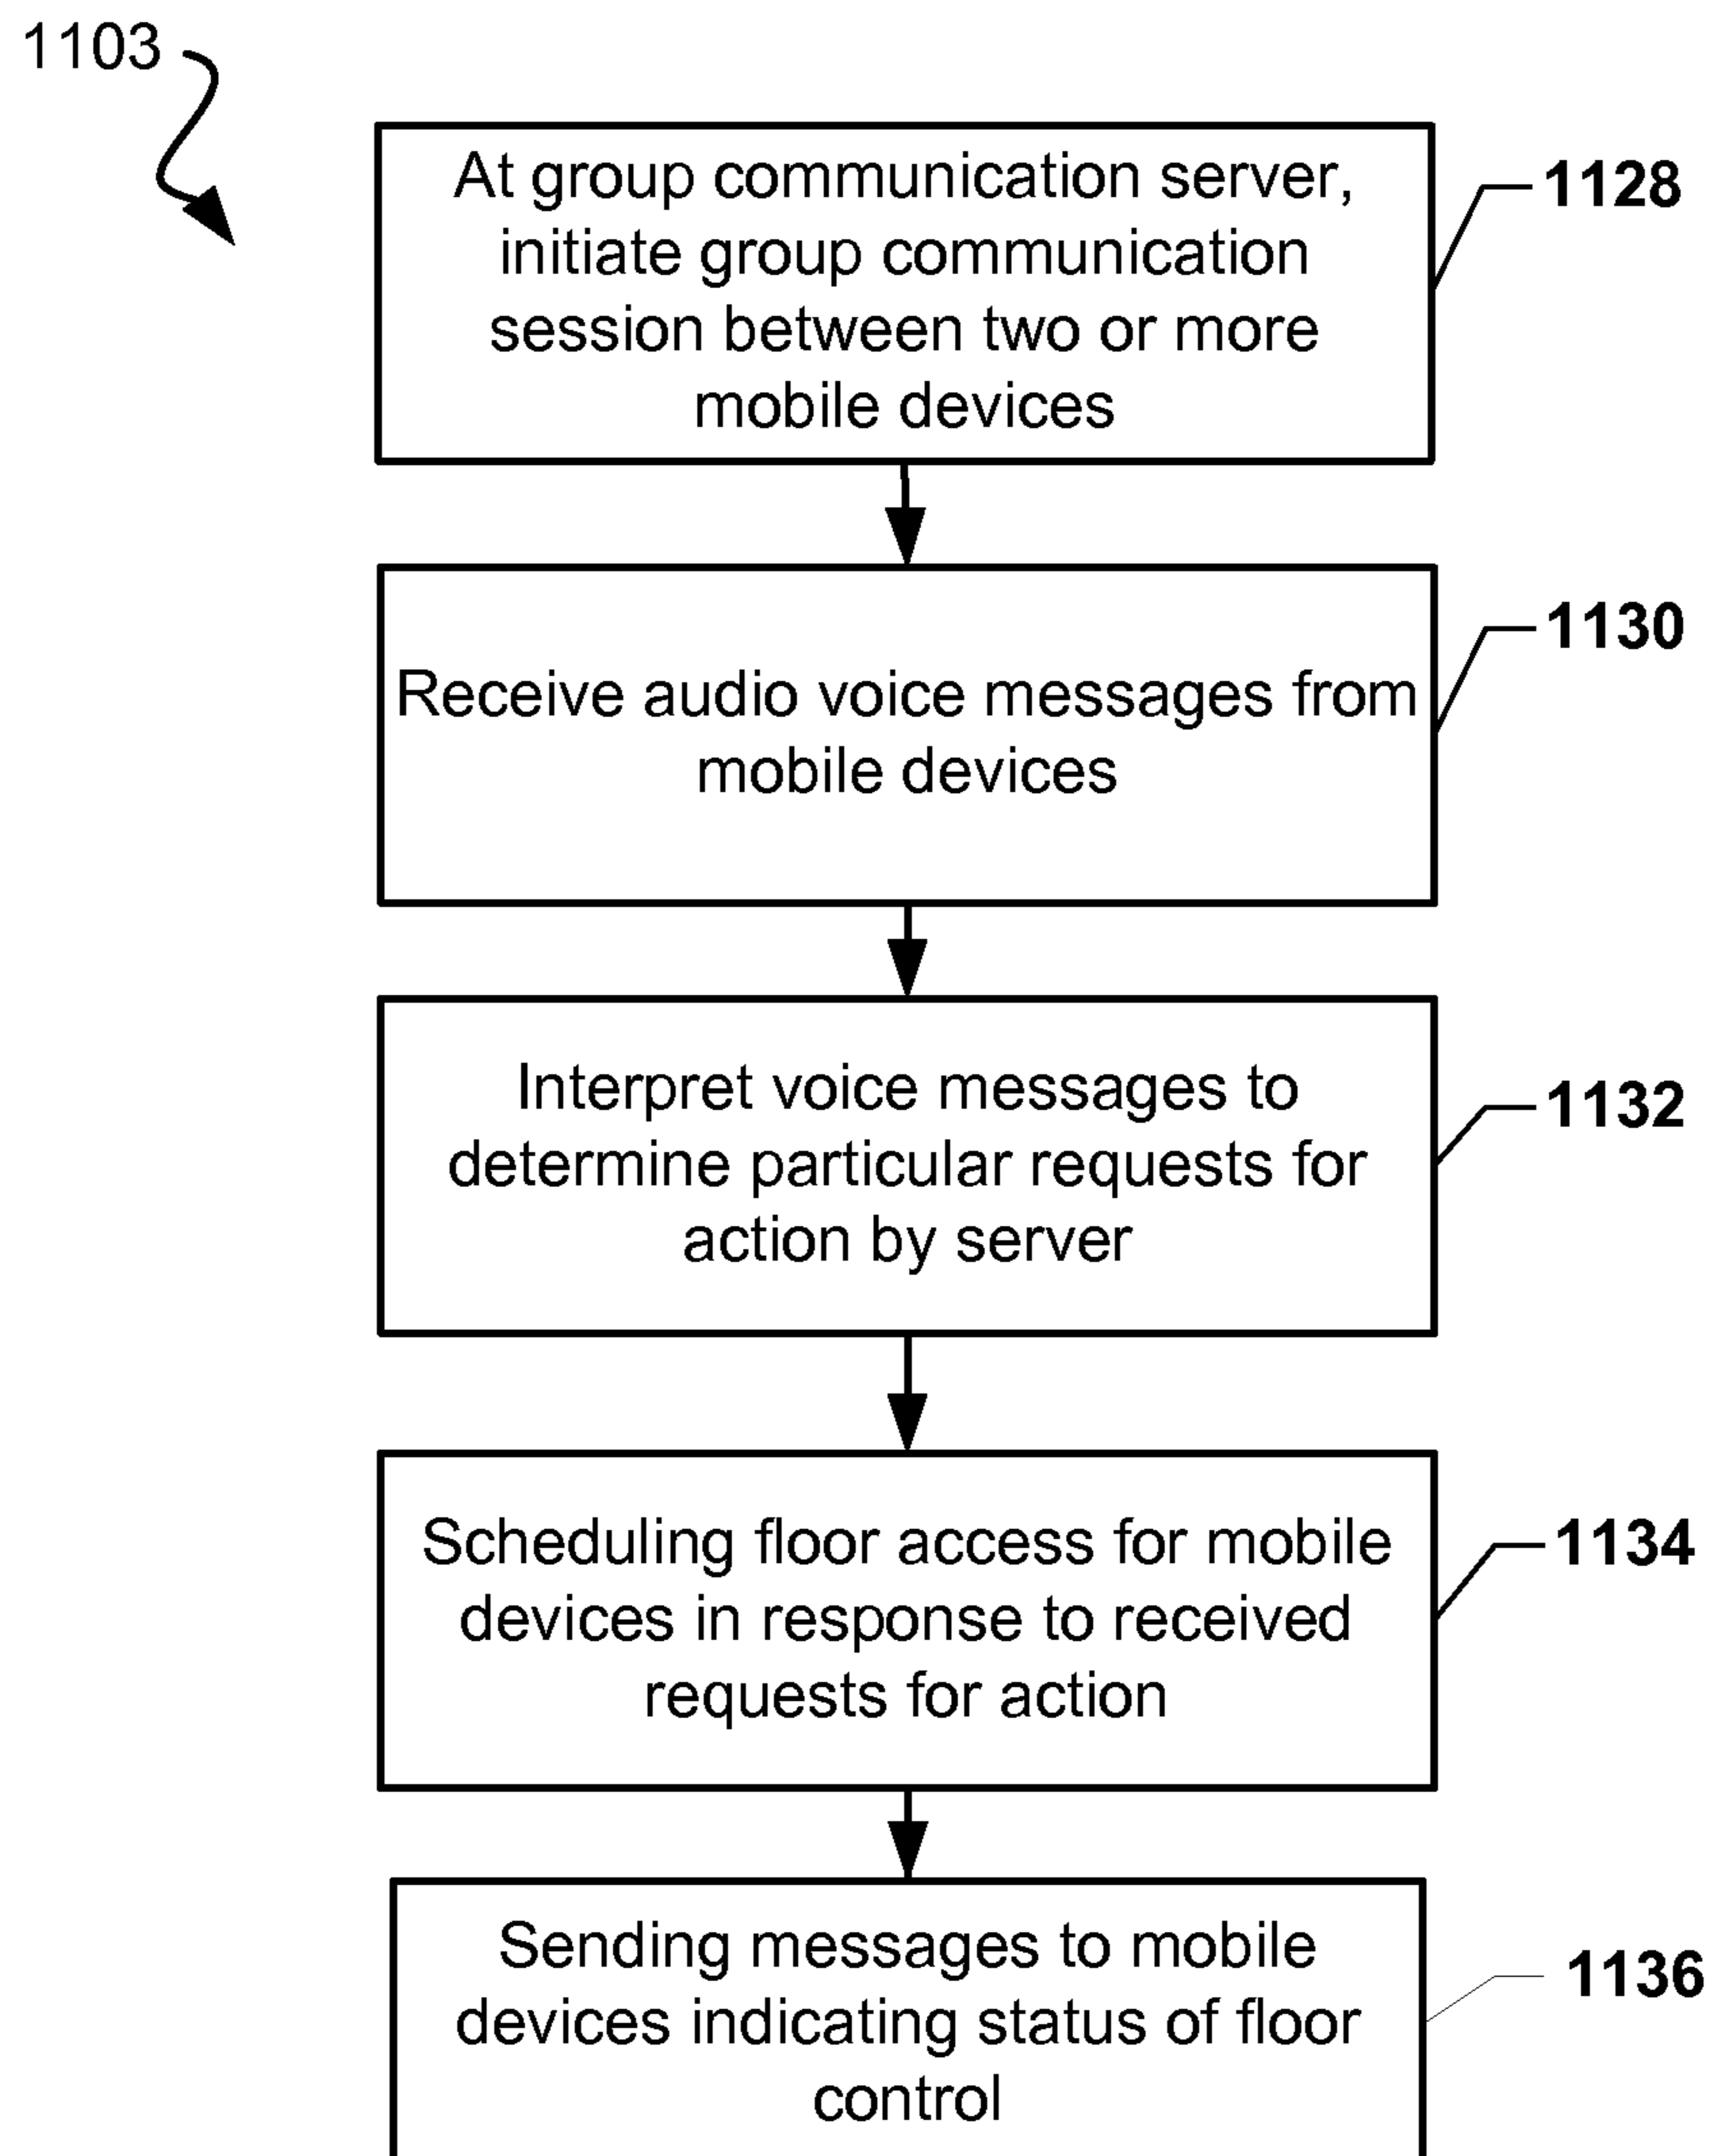 1103
At group communication server,
initiate group communication
session between two or more
mobile devices
1128
Receive audio voice messages from
mobile devices
1130
Interpret voice messages to
determine particular requests for
action by server
1132
Scheduling floor access for mobile
devices in response to received
requests for action
1134
Sending messages to mobile
devices indicating status of floor
control
1136